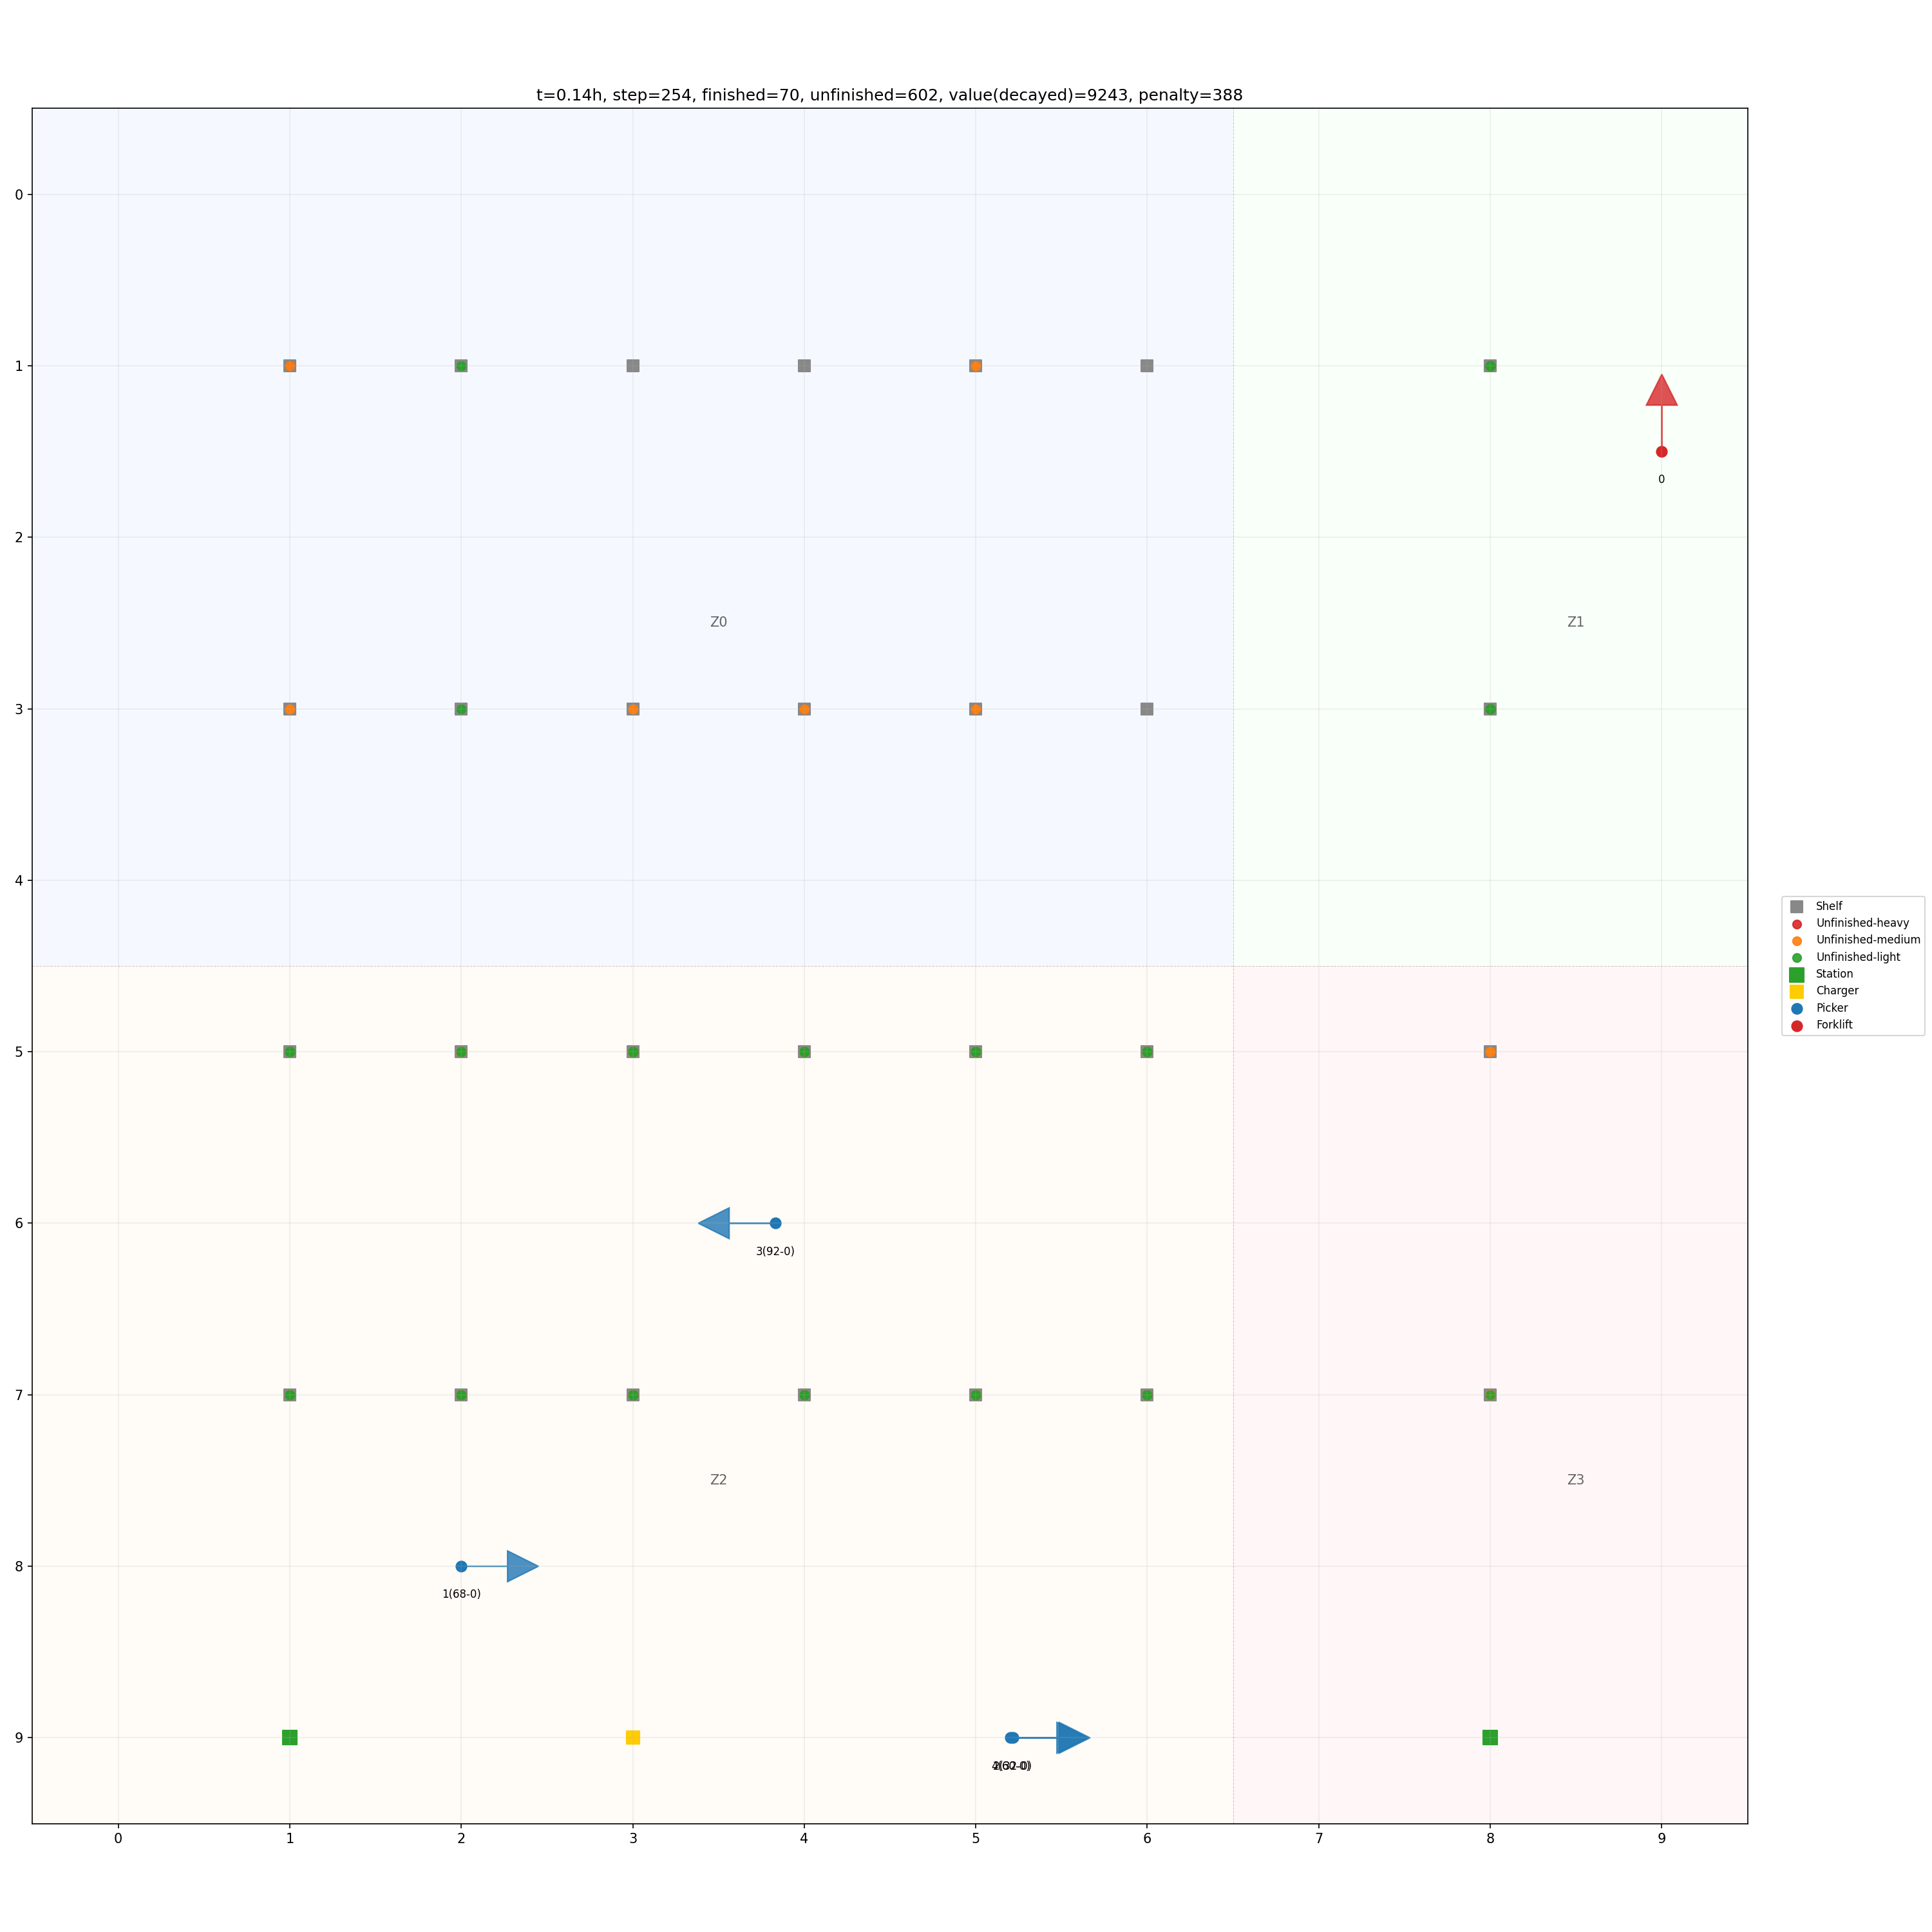 t=0.14h, step=254, finished=70, unfinished=602, value(decayed)=9243, penalty=388
0
1
0
2
Z0 Z1
3
4
Shelf
Unfinished-heavy
Unfinished-medium
Unfinished-light
Station
Charger
Picker
Forklift
5
6
3(92-0)
7
Z2 Z3
8
1(68-0)
9
0 1 2 3 4 5 6 7 8 9